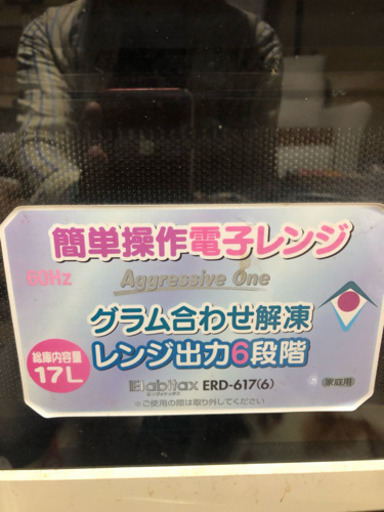 簡単操作電子レンジ
60Hz
Aggressive One
グラム合わせ解凍
総庫内容量
17L
レンジ出力6段階
Habitax ERD-617(6)
家庭用
※ご使用の際は取り外してください